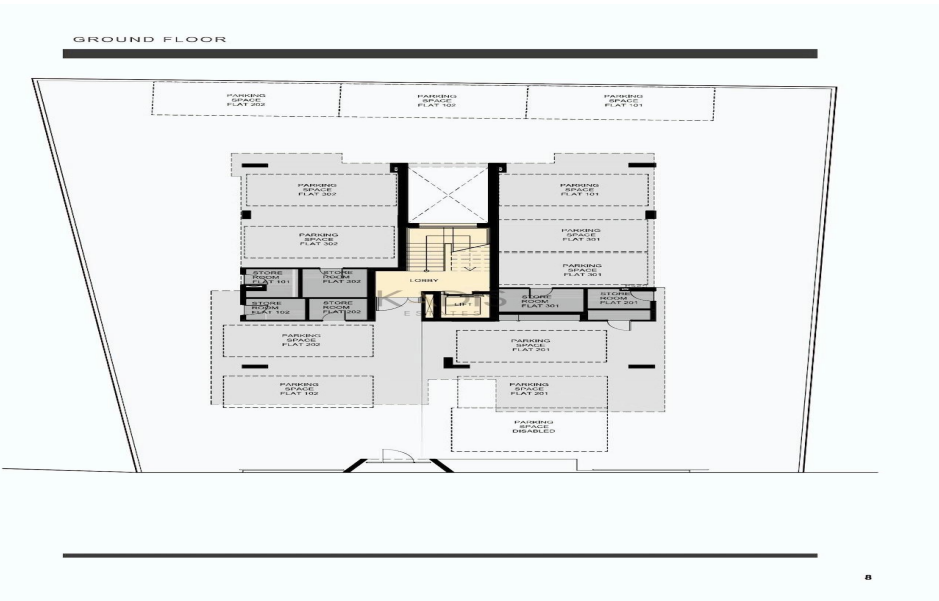 GROUND FLOOR
PARKING
SPACE
FLAT 202
PARKING
SPACE
FLAT 102
PARKING
SPACE
FLAT 101
PARKING
SPACE
FLAT 302
PARKING
SPACE
FLAT 101
PARKING
SPACE
FLAT 302
PARKING
SPACE
FLAT 301
PARKING
SPACE
FLAT 301
STORE
ROOM
FLAT 101
STORE
ROOM
FLAT 302
LOBBY
STORE
ROOM
FLAT 102
STORE
ROOM
FLAT 202
KADIS
ESTATES
LIFT
STORE
ROOM
FLAT 301
STORE
ROOM
FLAT 201
PARKING
SPACE
FLAT 202
PARKING
SPACE
FLAT 201
PARKING
SPACE
FLAT 102
PARKING
SPACE
FLAT 201
PARKING
SPACE
DISABLED
8